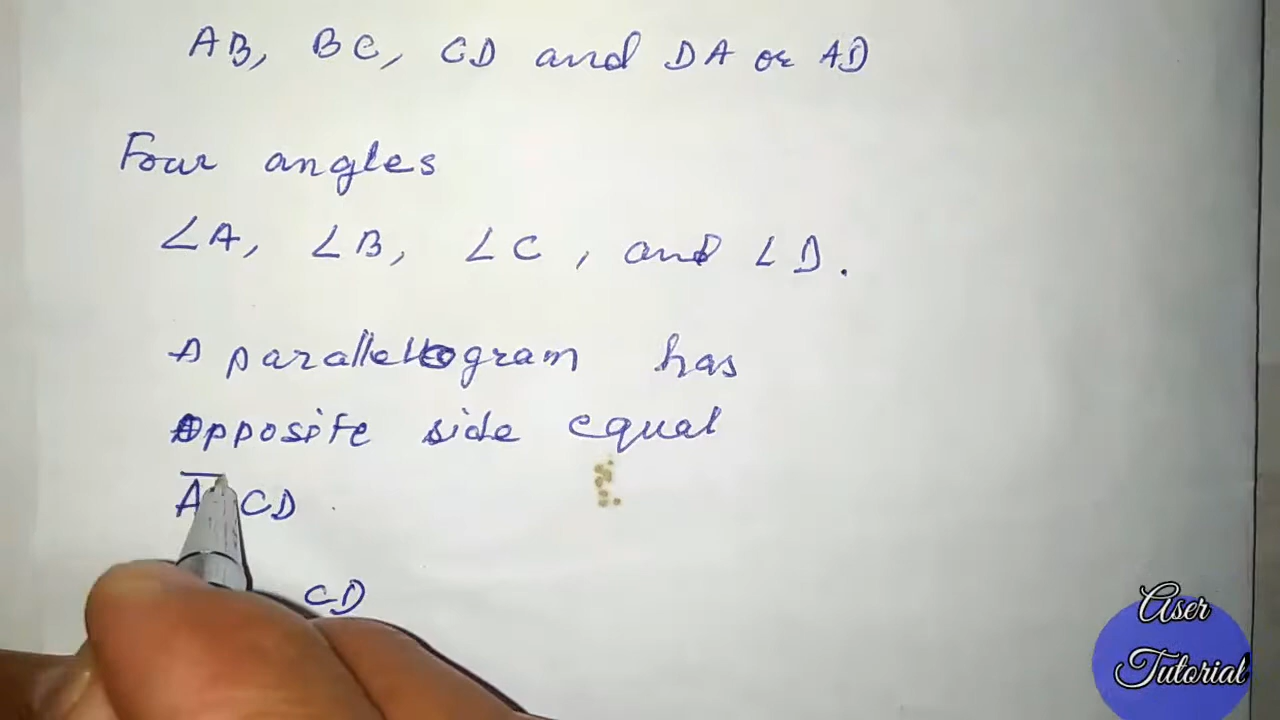 AB, BC, CD and DA or AD
Four angles
∠A, ∠B, ∠C, and ∠D.
A parallelogram has
opposite side equal
A CD
CD
Aser
Tutorial